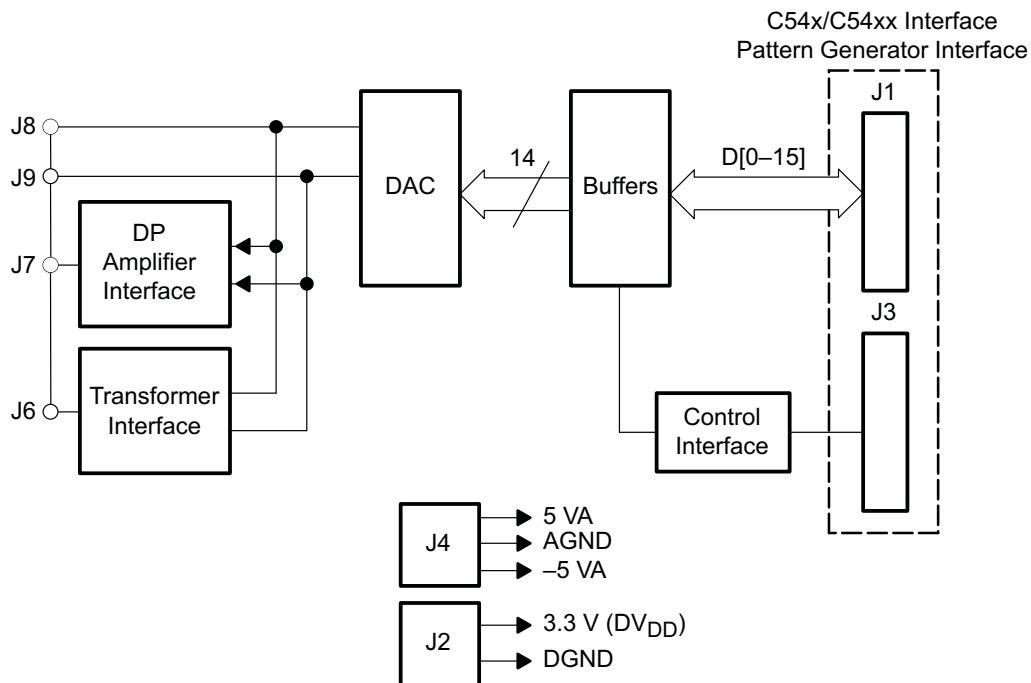 C54x/C54xx Interface
Pattern Generator Interface
J1
J8
J9
DAC
14
Buffers
D[0–15]
DP
Amplifier
Interface
J7
J3
Transformer
Interface
J6
Control
Interface
J4
5 VA
AGND
–5 VA
J2
3.3 V (DVDD)
DGND